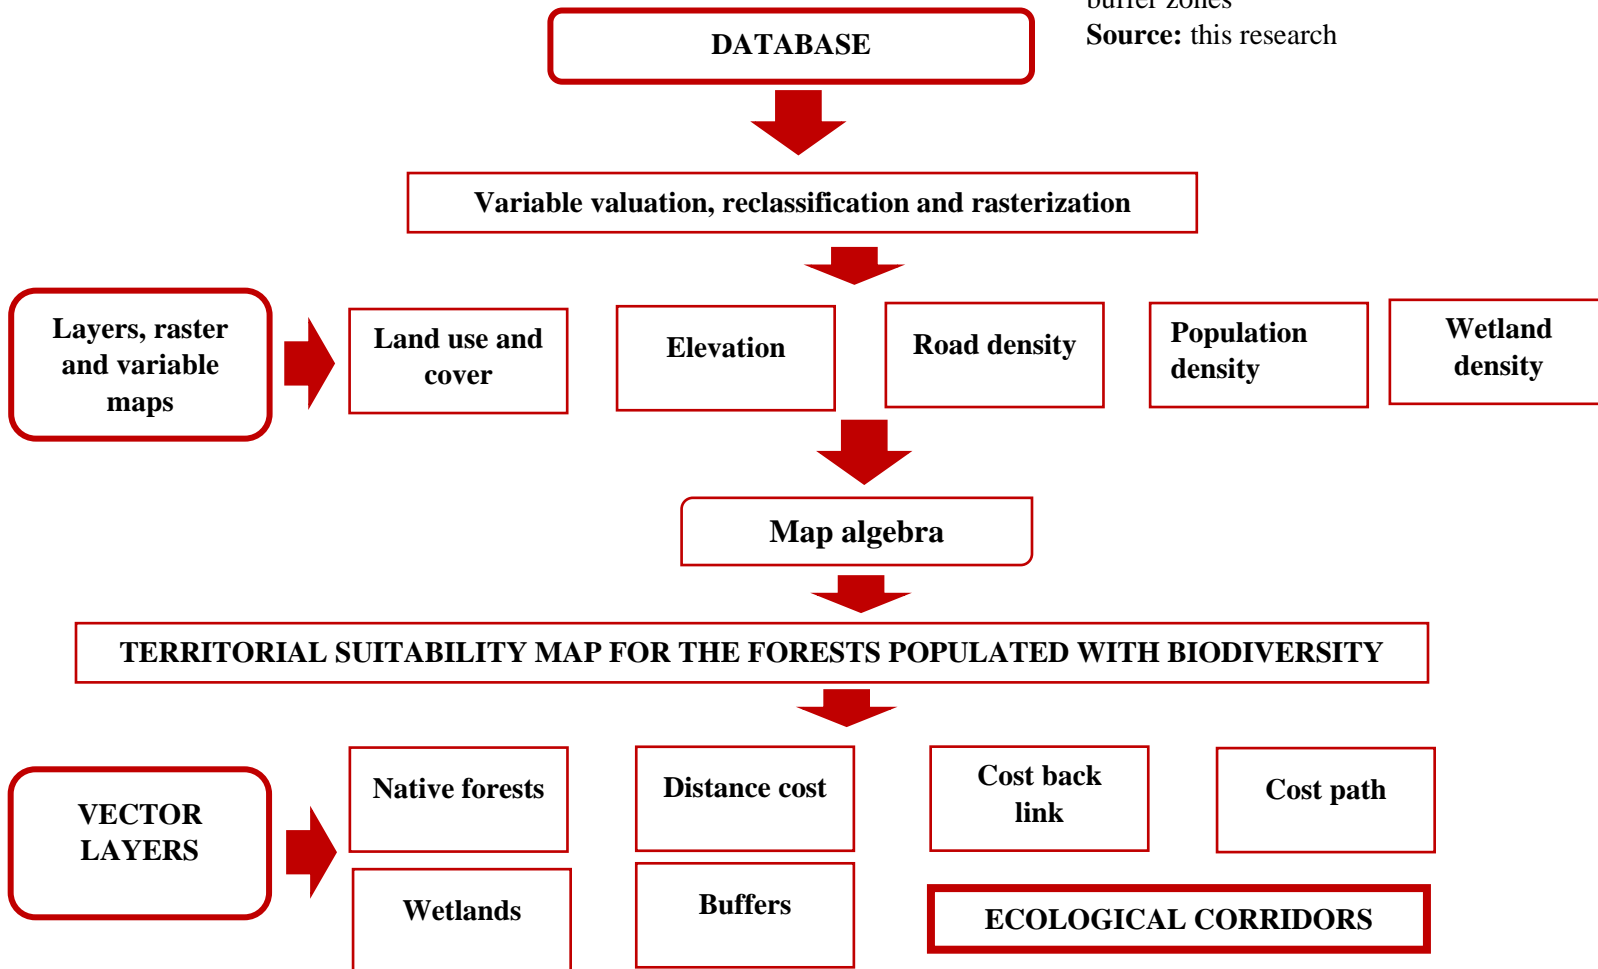 buffer zones
Source: this research
DATABASE
Variable valuation, reclassification and rasterization
Layers, raster
and variable
maps
Land use and
cover
Elevation
Road density
Population
density
Wetland
density
Map algebra
TERRITORIAL SUITABILITY MAP FOR THE FORESTS POPULATED WITH BIODIVERSITY
VECTOR
LAYERS
Native forests
Distance cost
Cost back
link
Cost path
Wetlands
Buffers
ECOLOGICAL CORRIDORS